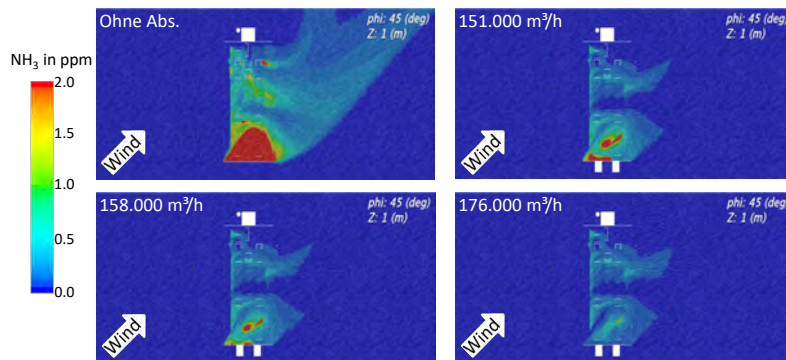 Ohne Abs.
phi: 45 (deg)
Z: 1 (m)
151.000 m³/h
phi: 45 (deg)
Z: 1 (m)
NH₃ in ppm
2.0
1.5
1.0
0.5
0.0
Wind
Wind
158.000 m³/h
phi: 45 (deg)
Z: 1 (m)
176.000 m³/h
phi: 45 (deg)
Z: 1 (m)
Wind
Wind